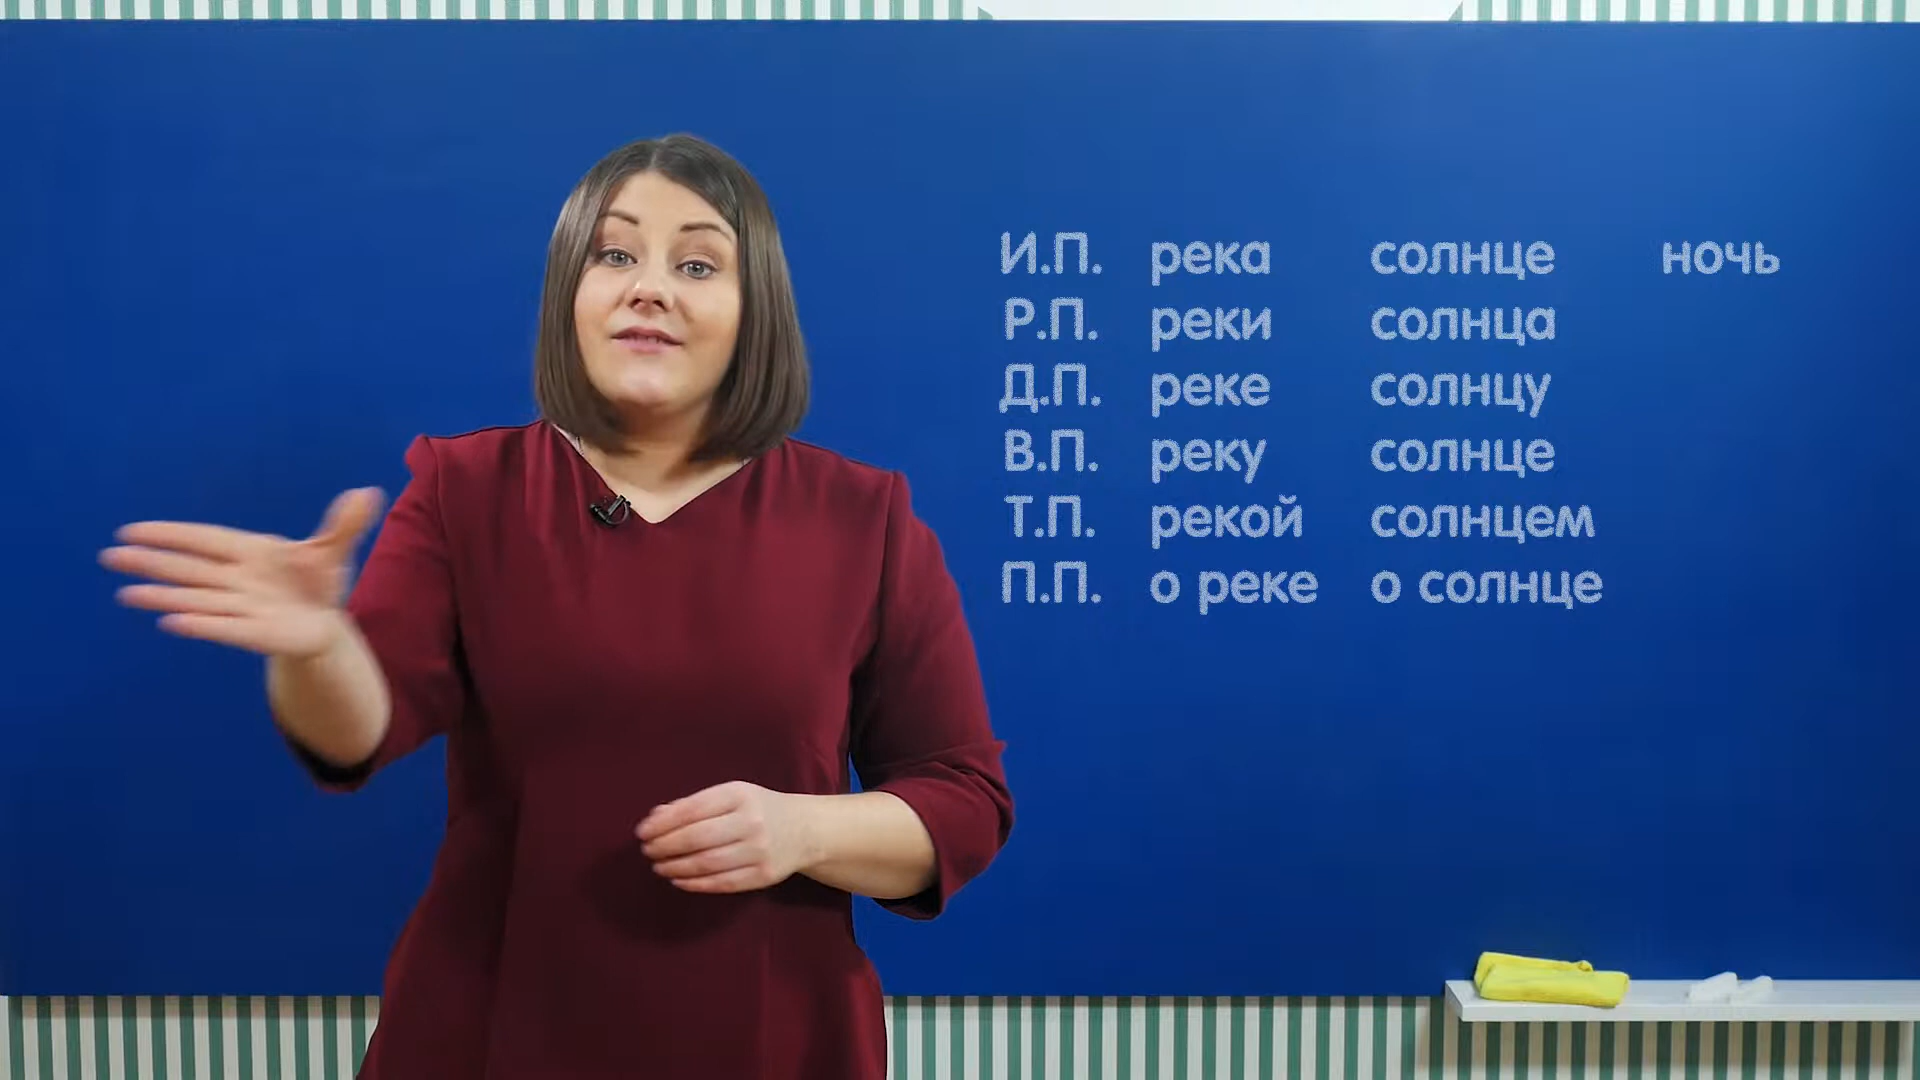 И.П. река солнце ночь
Р.П. реки солнца
Д.П. реке солнцу
В.П. реку солнце
Т.П. рекой солнцем
П.П. о реке о солнце